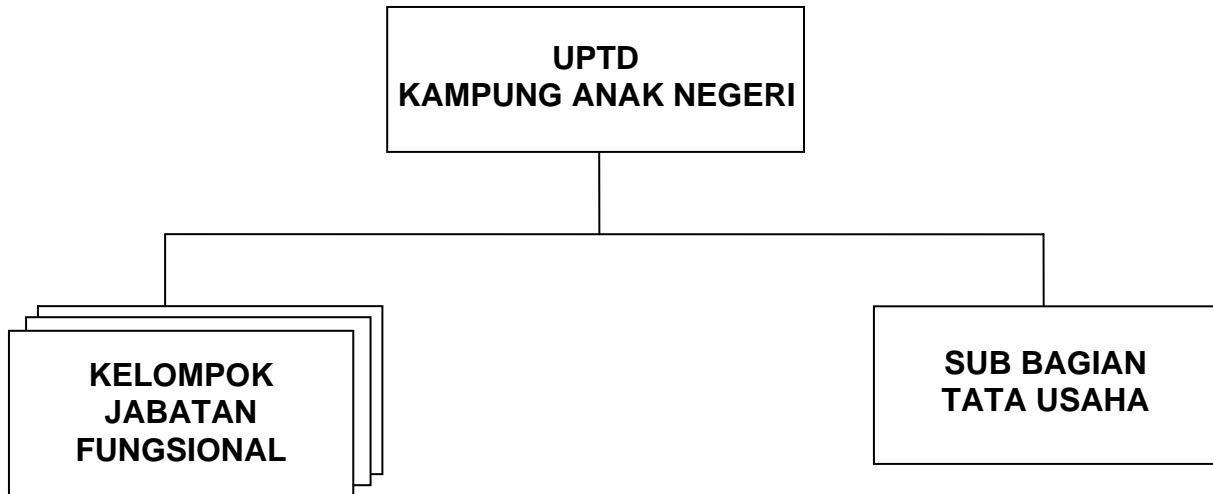 UPTD
KAMPUNG ANAK NEGERI
KELOMPOK
JABATAN
FUNGSIONAL
SUB BAGIAN
TATA USAHA